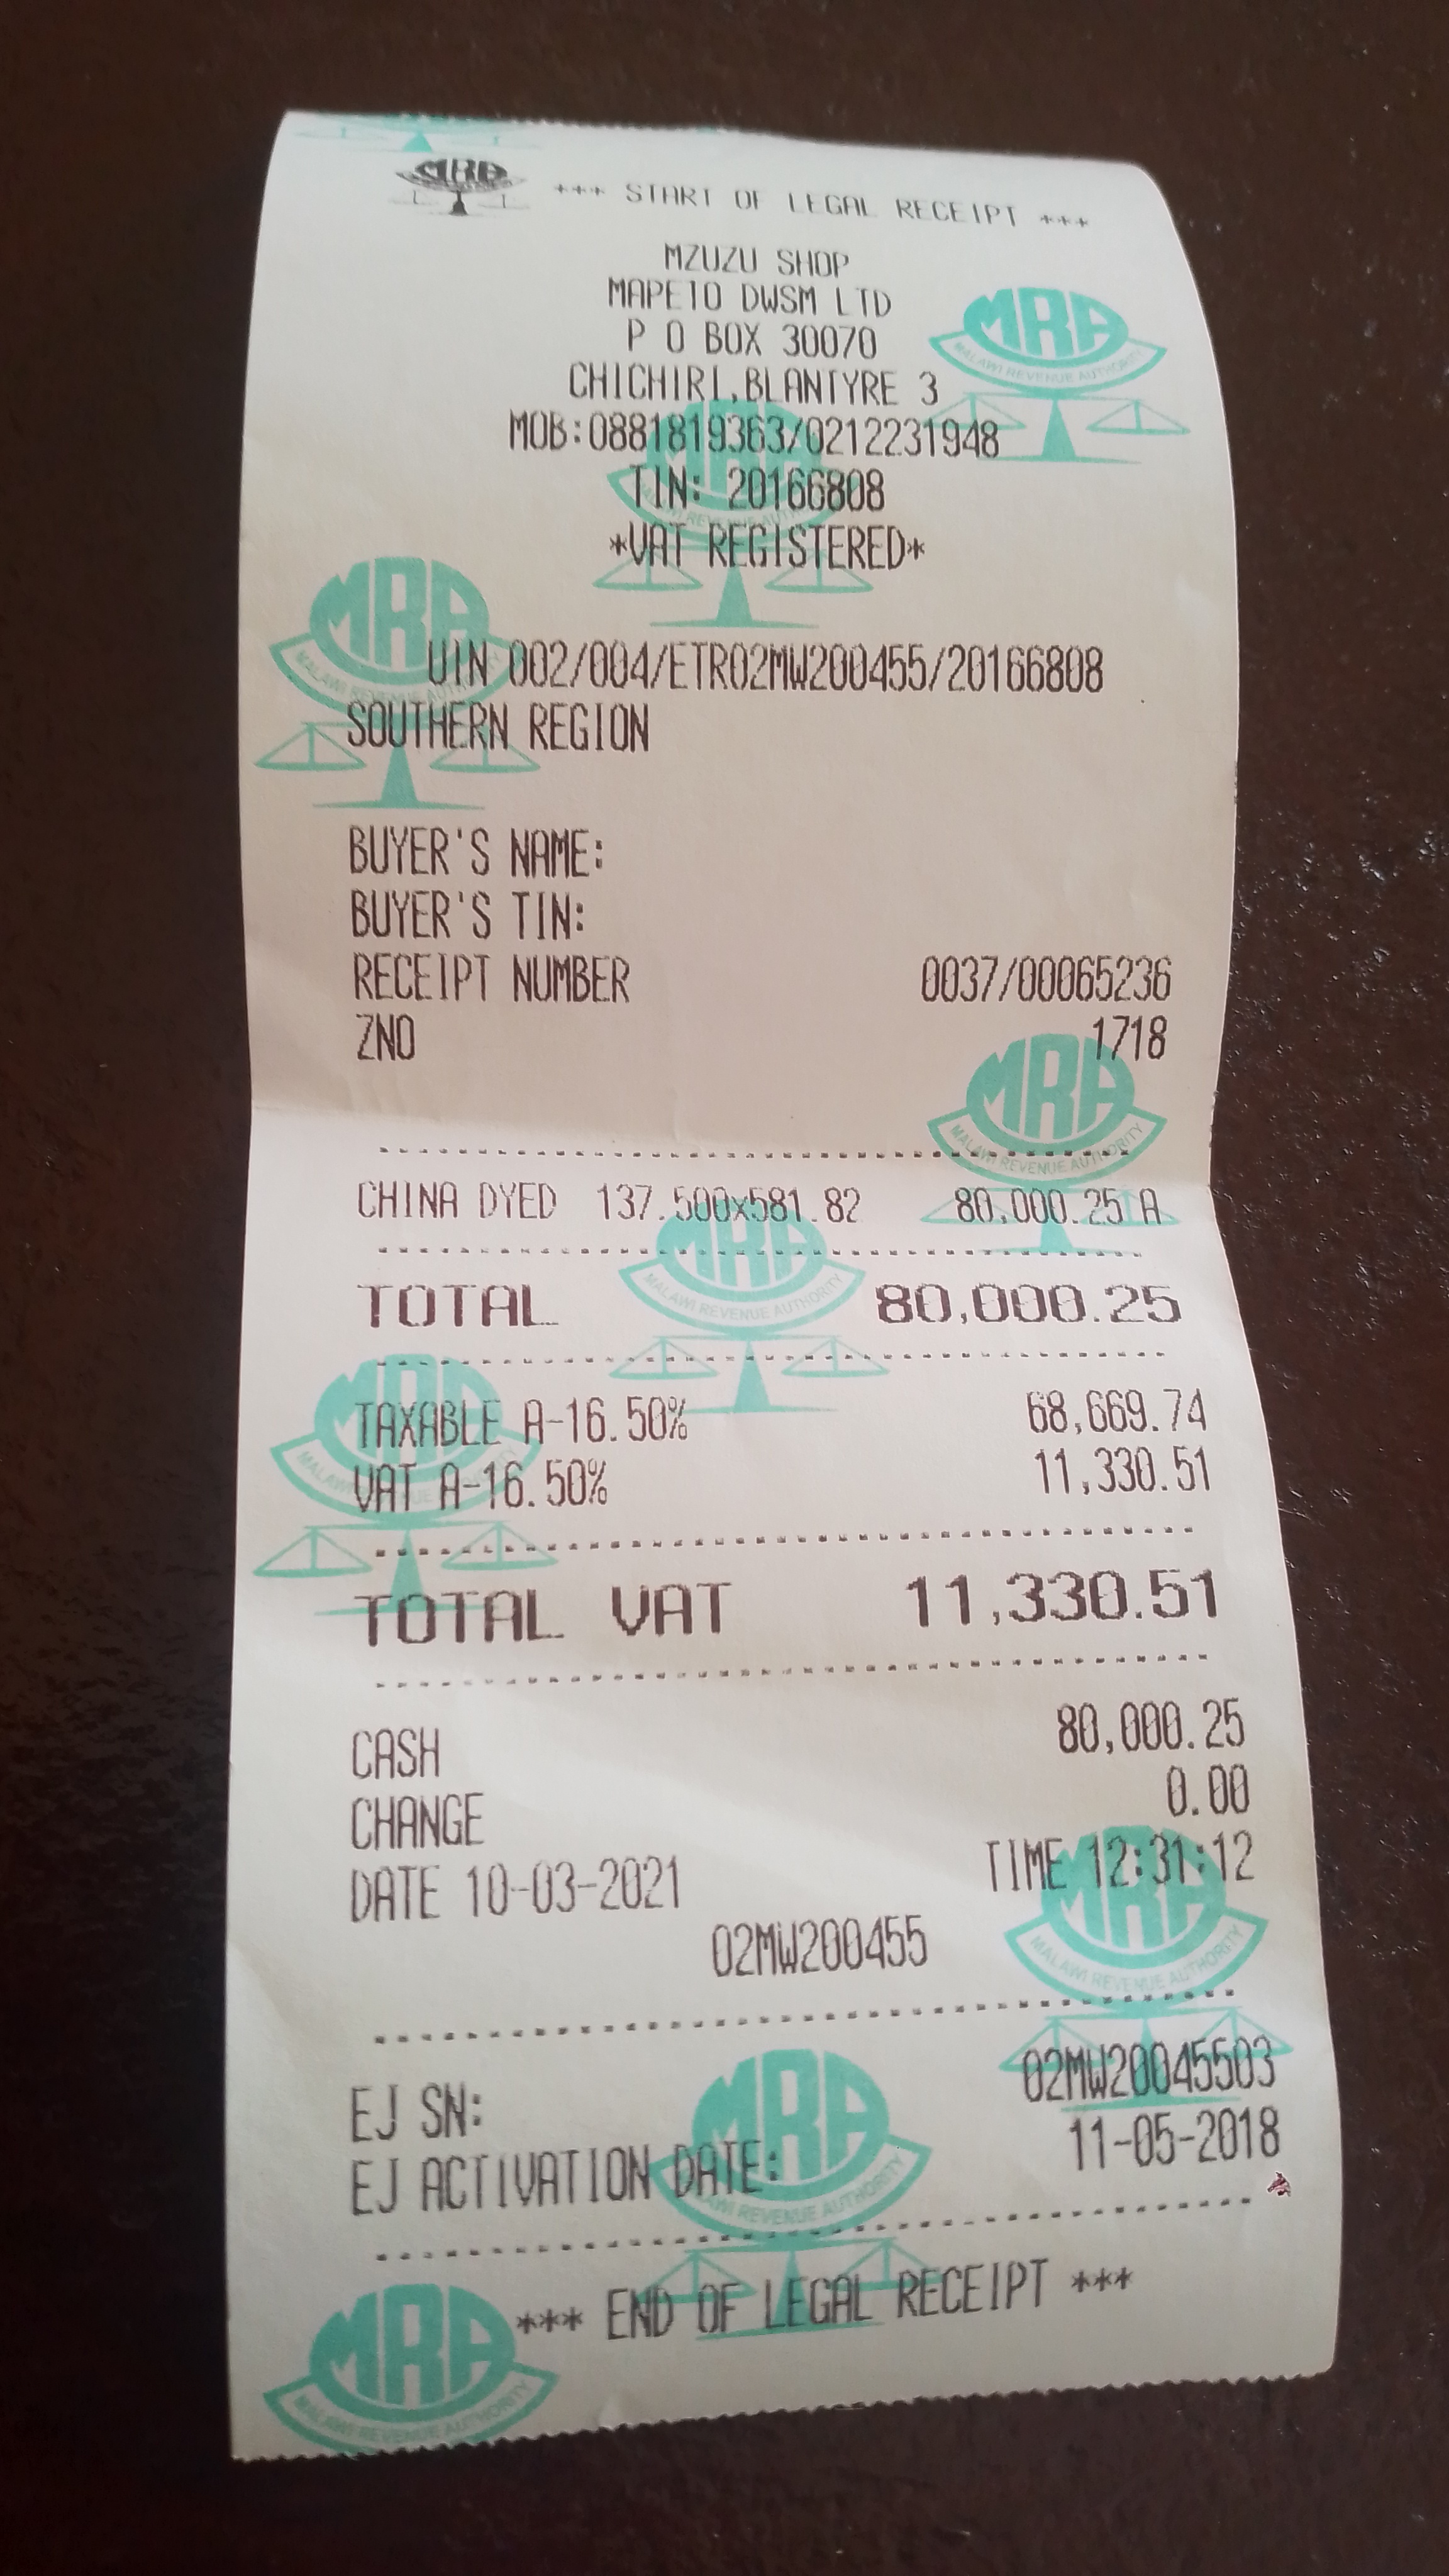 MRA *** START OF LEGAL RECEIPT ***
MZUZU SHOP
MAPETO DWSM LTD
P O BOX 30070
CHICHIRI,BLANTYRE 3
MOB:0881819363/0212231948
TIN: 20166808
*VAT REGISTERED*
UIN 002/004/ETR02MW200455/20166808
SOUTHERN REGION
BUYER'S NAME:
BUYER'S TIN:
RECEIPT NUMBER 0037/00065236
ZNO 1718
CHINA DYED 137.500x581.82 80,000.25 A
TOTAL 80,000.25
TAXABLE A-16.50% 68,669.74
VAT A-16.50% 11,330.51
TOTAL VAT 11,330.51
CASH 80,000.25
CHANGE 0.00
DATE 10-03-2021 TIME 12:31:12
02MW200455
EJ SN: 02MW20045503
EJ ACTIVATION DATE: 11-05-2018
*** END OF LEGAL RECEIPT ***
MRA
MALAWI REVENUE AUTHORITY